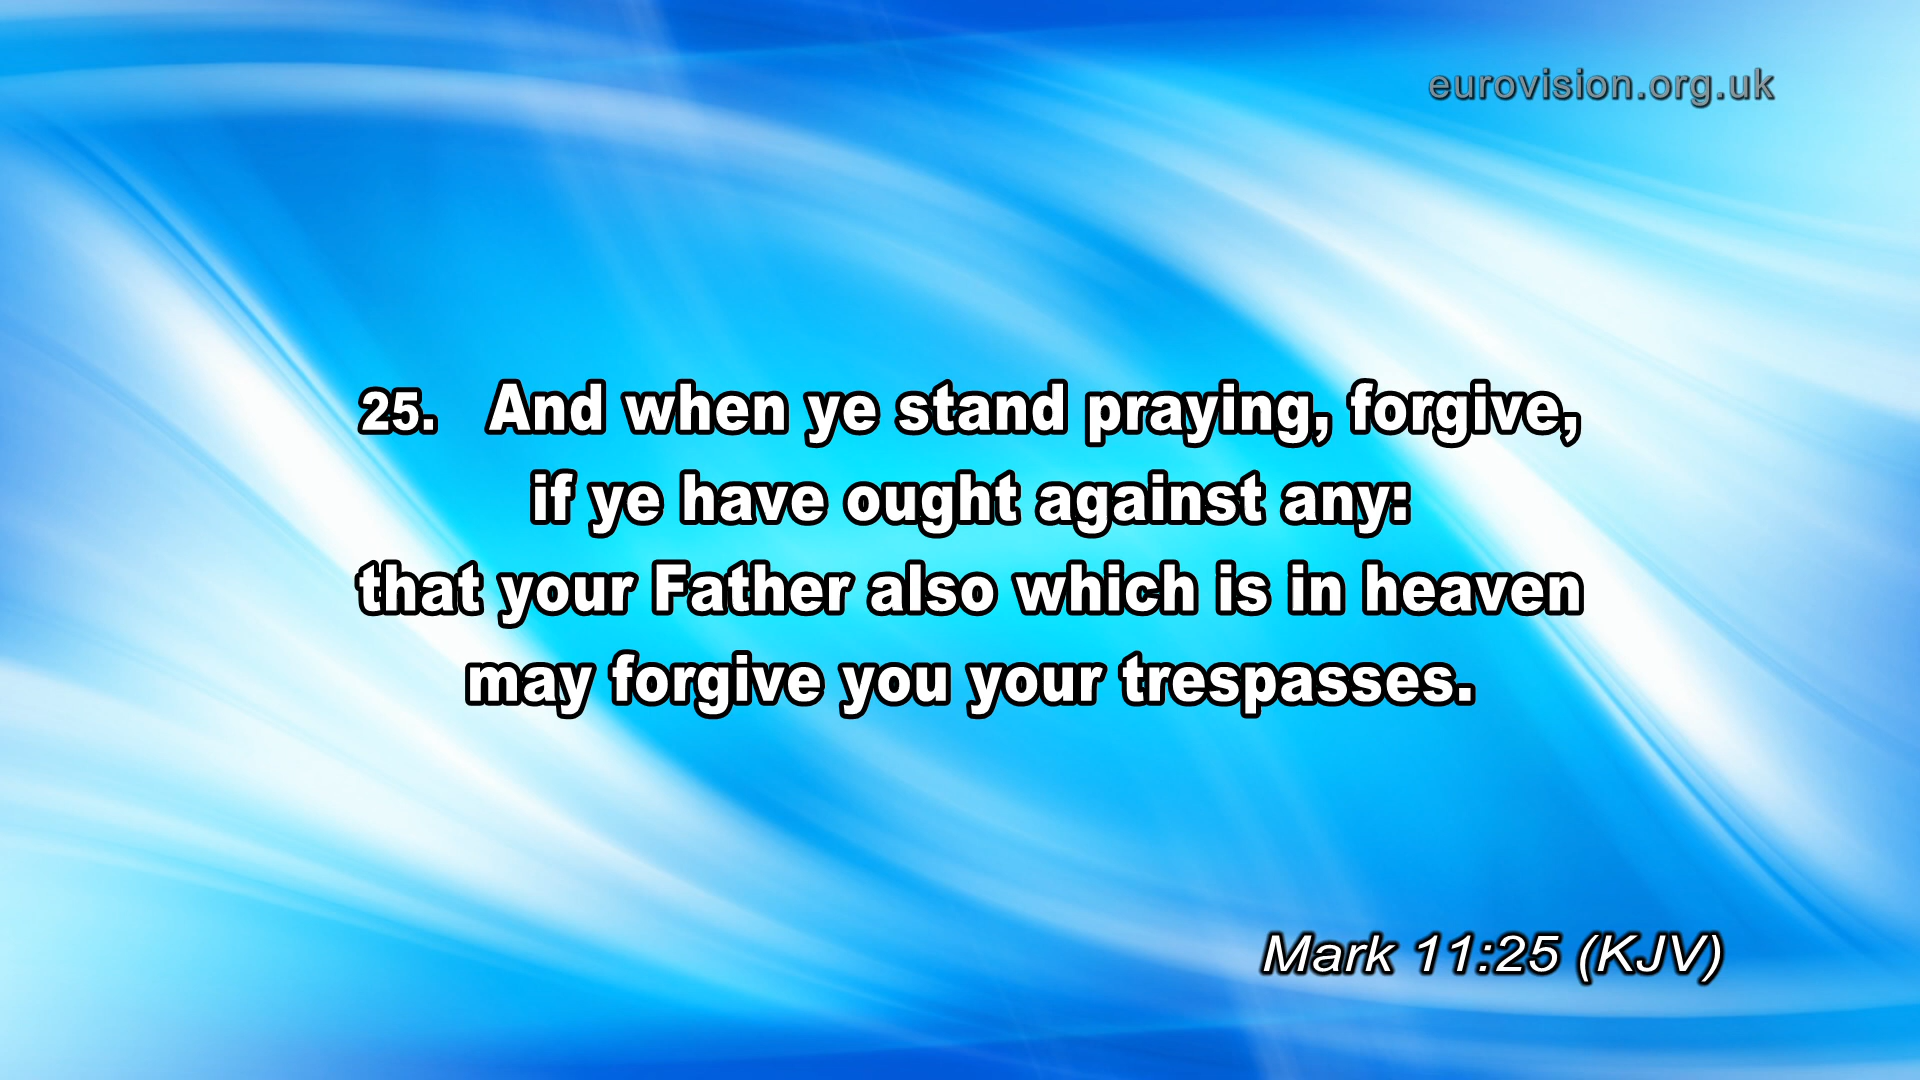 eurovision.org.uk
25. And when ye stand praying, forgive,
if ye have ought against any:
that your Father also which is in heaven
may forgive you your trespasses.
Mark 11:25 (KJV)